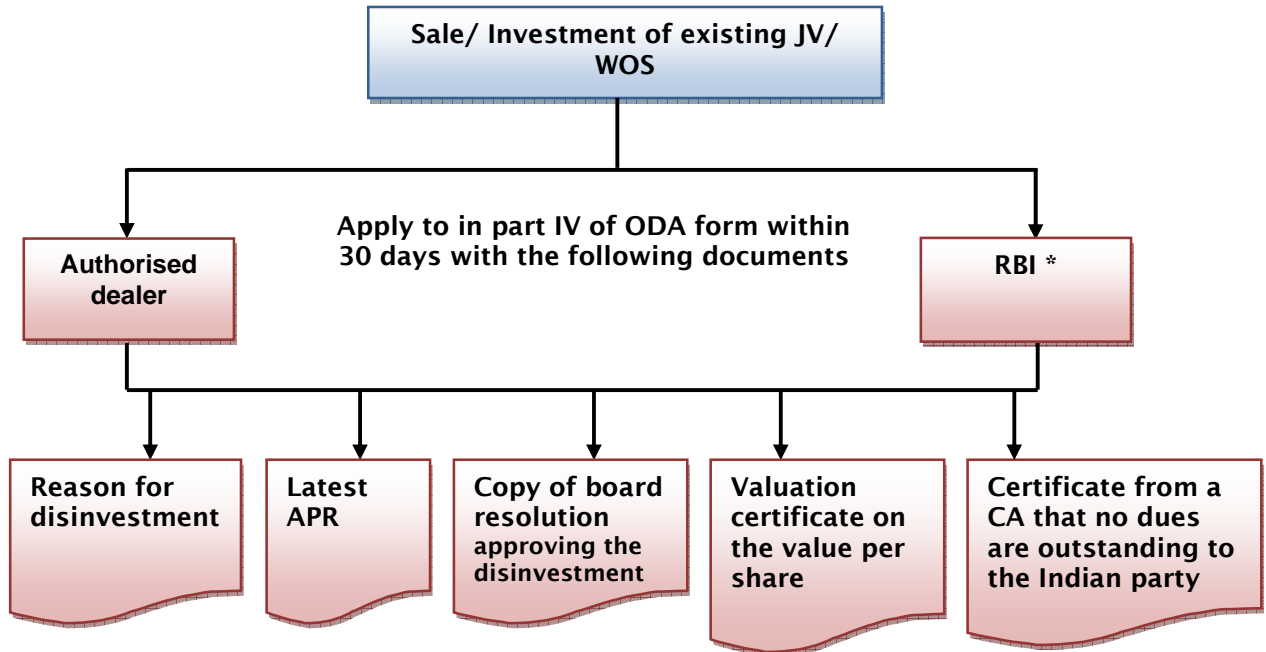 Sale/ Investment of existing JV/
WOS
Apply to in part IV of ODA form within
30 days with the following documents
Authorised
dealer
RBI *
Reason for
disinvestment
Latest
APR
Copy of board
resolution
approving the
disinvestment
Valuation
certificate on
the value per
share
Certificate from a
CA that no dues
are outstanding to
the Indian party